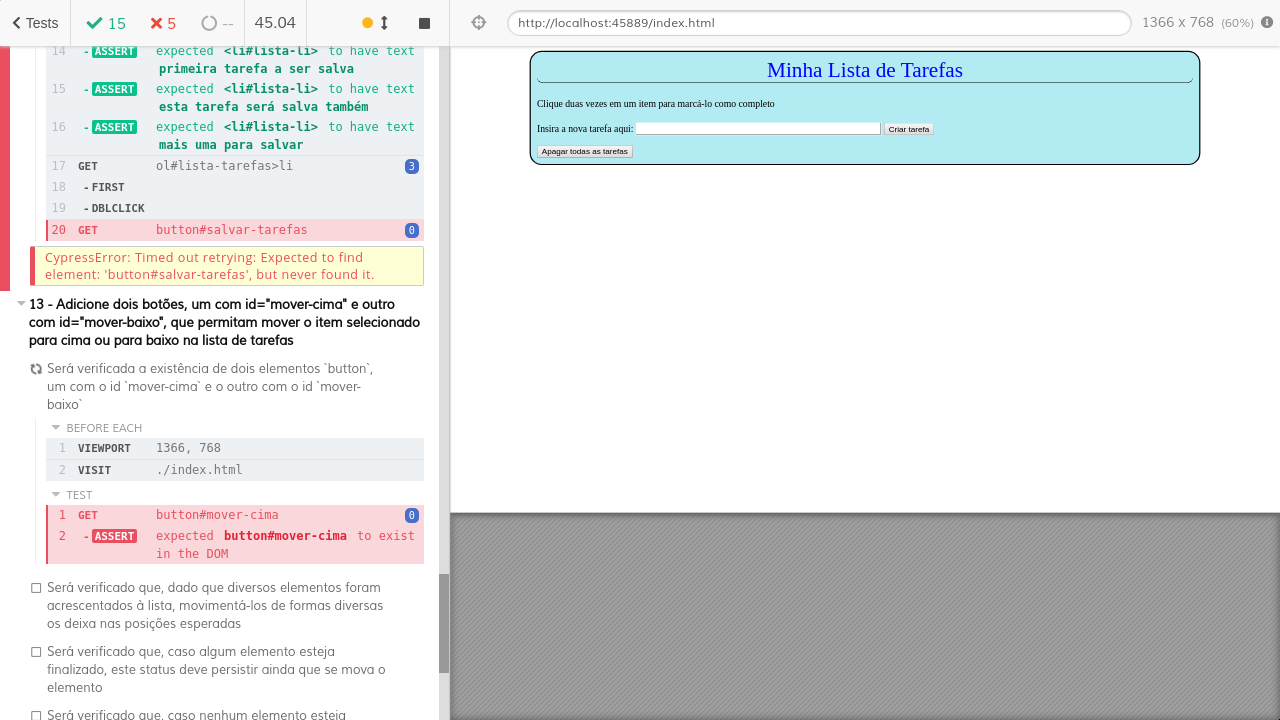 Tests 15 5 -- 45.04
http://localhost:45889/index.html 1366 x 768 (60%)
14 - ASSERT expected <li#lista-li> to have text
primeira tarefa a ser salva
15 - ASSERT expected <li#lista-li> to have text
esta tarefa será salva também
16 - ASSERT expected <li#lista-li> to have text
mais uma para salvar
17 GET ol#lista-tarefas>li 3
18 - FIRST
19 - DBLCLICK
20 GET button#salvar-tarefas 0
CypressError: Timed out retrying: Expected to find
element: 'button#salvar-tarefas', but never found it.
13 - Adicione dois botões, um com id="mover-cima" e outro
com id="mover-baixo", que permitam mover o item selecionado
para cima ou para baixo na lista de tarefas
Será verificada a existência de dois elementos `button`,
um com o id `mover-cima` e o outro com o id `mover-
baixo`
BEFORE EACH
1 VIEWPORT 1366, 768
2 VISIT ./index.html
TEST
1 GET button#mover-cima 0
2 - ASSERT expected button#mover-cima to exist
in the DOM
Será verificado que, dado que diversos elementos foram
acrescentados à lista, movimentá-los de formas diversas
os deixa nas posições esperadas
Será verificado que, caso algum elemento esteja
finalizado, este status deve persistir ainda que se mova o
elemento
Será verificado que, caso nenhum elemento esteja
Minha Lista de Tarefas
Clique duas vezes em um item para marcá-lo como completo
Insira a nova tarefa aqui: Criar tarefa
Apagar todas as tarefas